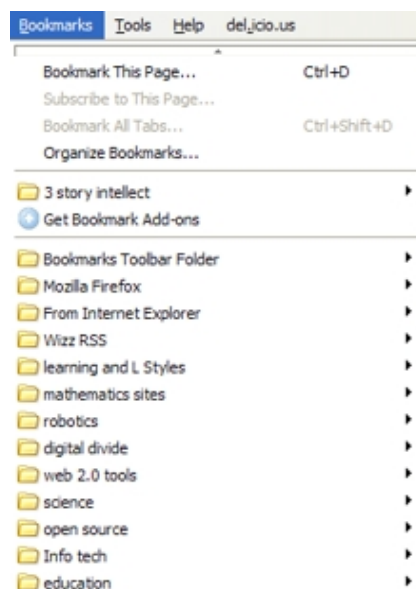 Bookmarks Tools Help del.icio.us
Bookmark This Page... Ctrl+D
Subscribe to This Page...
Bookmark All Tabs... Ctrl+Shift+D
Organize Bookmarks...
3 story intellect
Get Bookmark Add-ons
Bookmarks Toolbar Folder
Mozilla Firefox
From Internet Explorer
Wizz RSS
learning and L Styles
mathematics sites
robotics
digital divide
web 2.0 tools
science
open source
Info tech
education